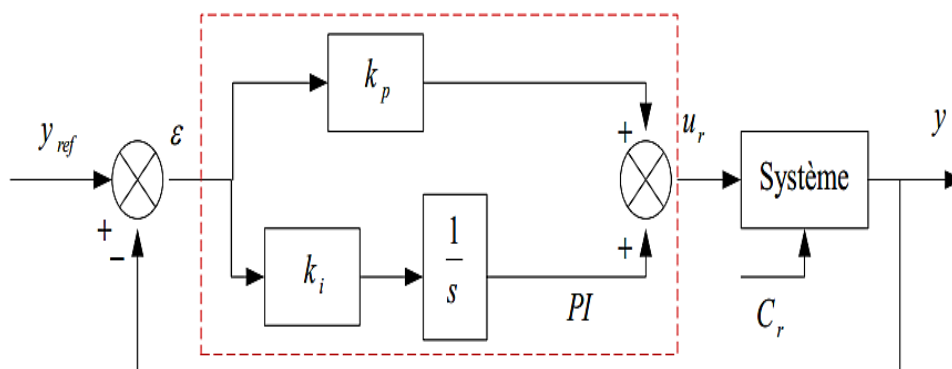 y_ref
ε
+
−
k_p
k_i
1
s
PI
+
+
u_r
Système
C_r
y